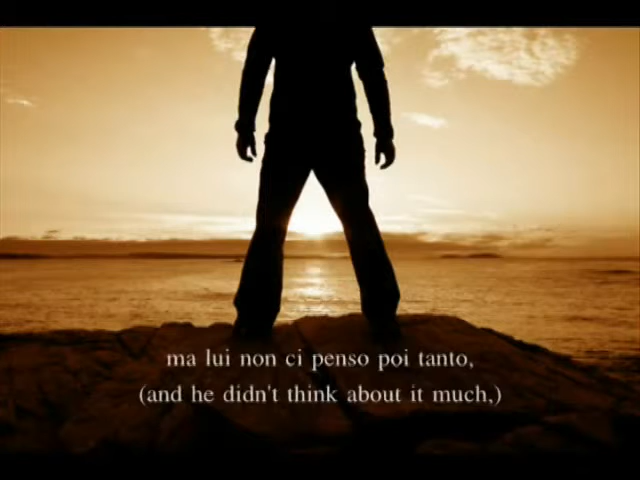 ma lui non ci penso poi tanto,
(and he didn't think about it much,)